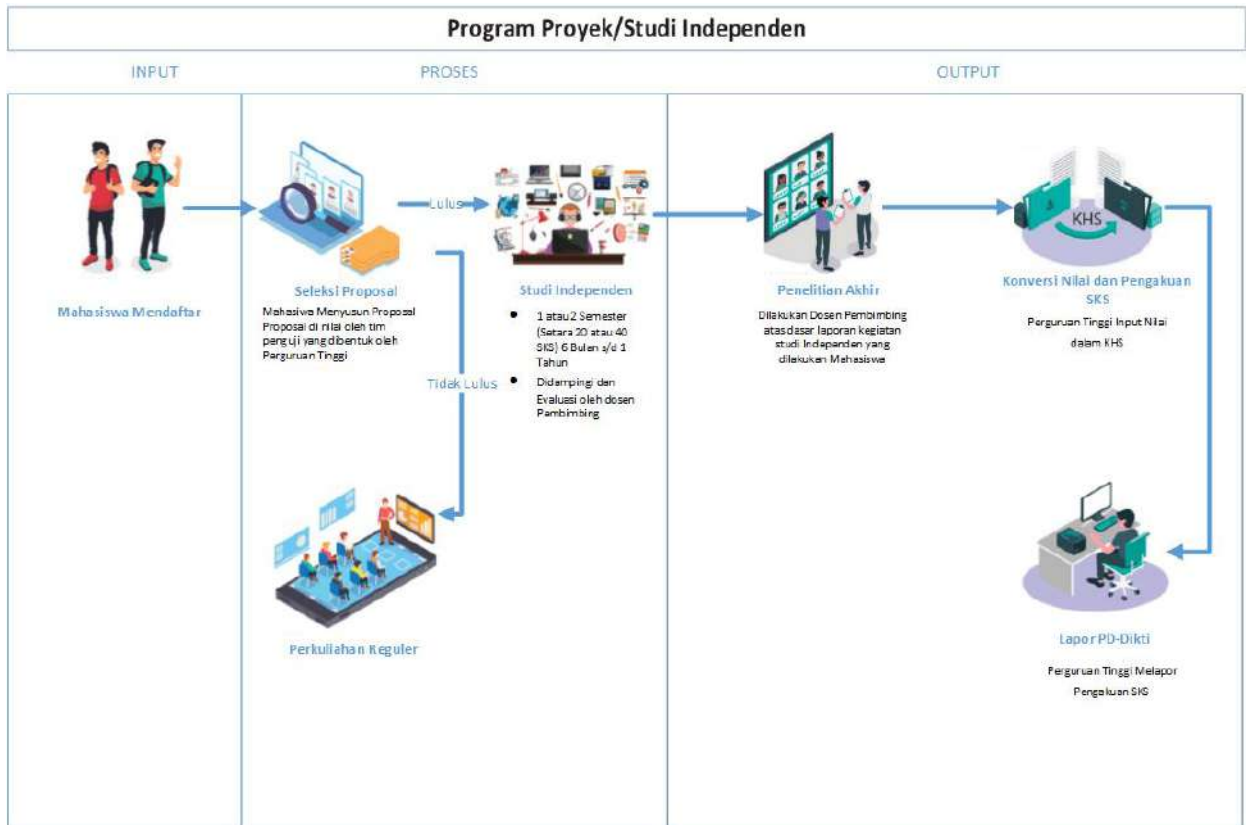 Program Proyek/Studi Independen
INPUT
PROSES
OUTPUT
Mahasiswa Mendaftar
Lulus
Seleksi Proposal
Mahasiwa Menyusun Proposal
Proposal di nilai oleh tim
penguji yang dibentuk oleh
Perguruan Tinggi
Tidak Lulus
Perkuliahan Reguler
Studi Independen
• 1 atau 2 Semester
(Setara 20 atau 40
SKS) 6 Bulen s/d 1
Tahun
• Didampingi dan
Evaluasi oleh dosen
Pambimbing
Penelitian Akhir
Dilakukan Dosen Pembimbing
atas dasar laporan kegiatan
studi Independen yang
dilakukan Mahasiswa
KHS
Konversi Nilai dan Pengakuan
SKS
Perguruan Tinggi Input Nilai
dalam KHS
Lapor PD-Dikti
Perguruan Tinggi Melapor
Pengakuan SKS